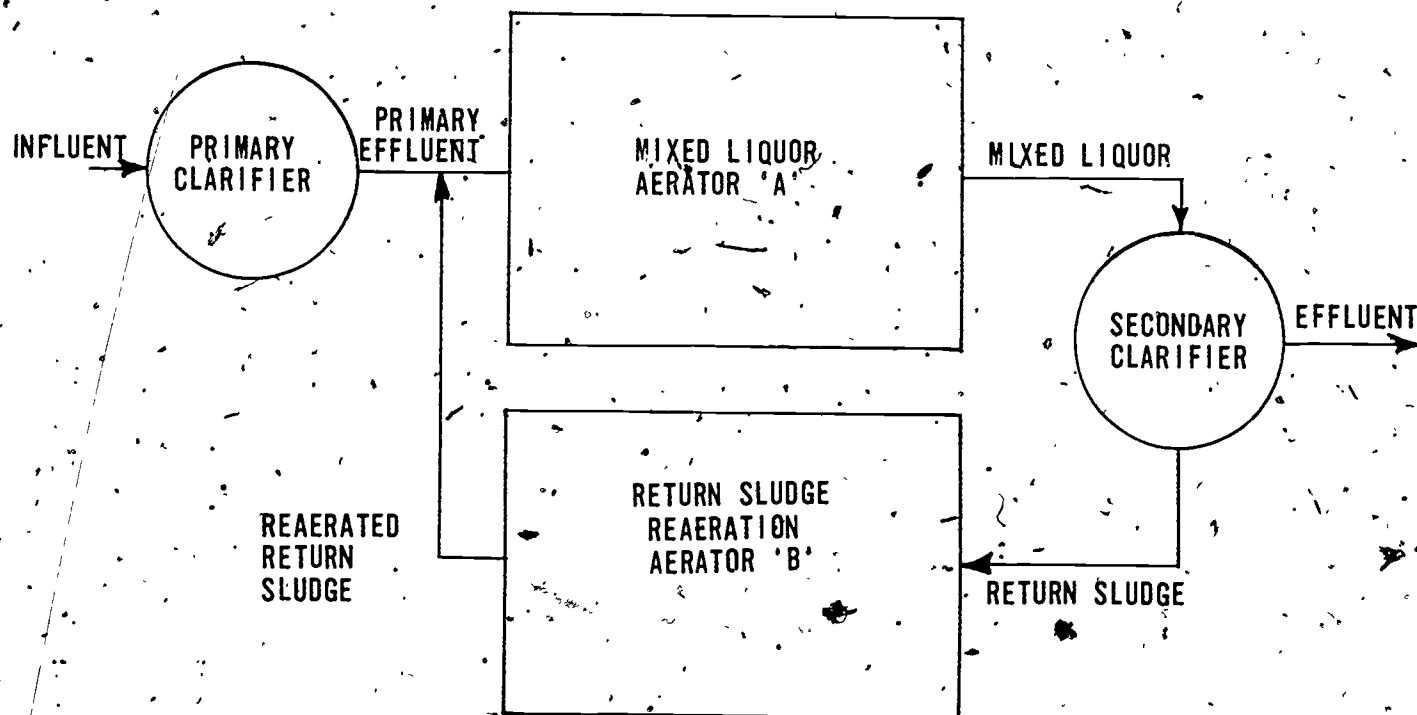 INFLUENT
PRIMARY
CLARIFIER
PRIMARY
EFFLUENT
MIXED LIQUOR
AERATOR 'A'
MIXED LIQUOR
SECONDARY
CLARIFIER
EFFLUENT
RETURN SLUDGE
REAERATION
AERATOR 'B'
REAERATED
RETURN
SLUDGE
RETURN SLUDGE